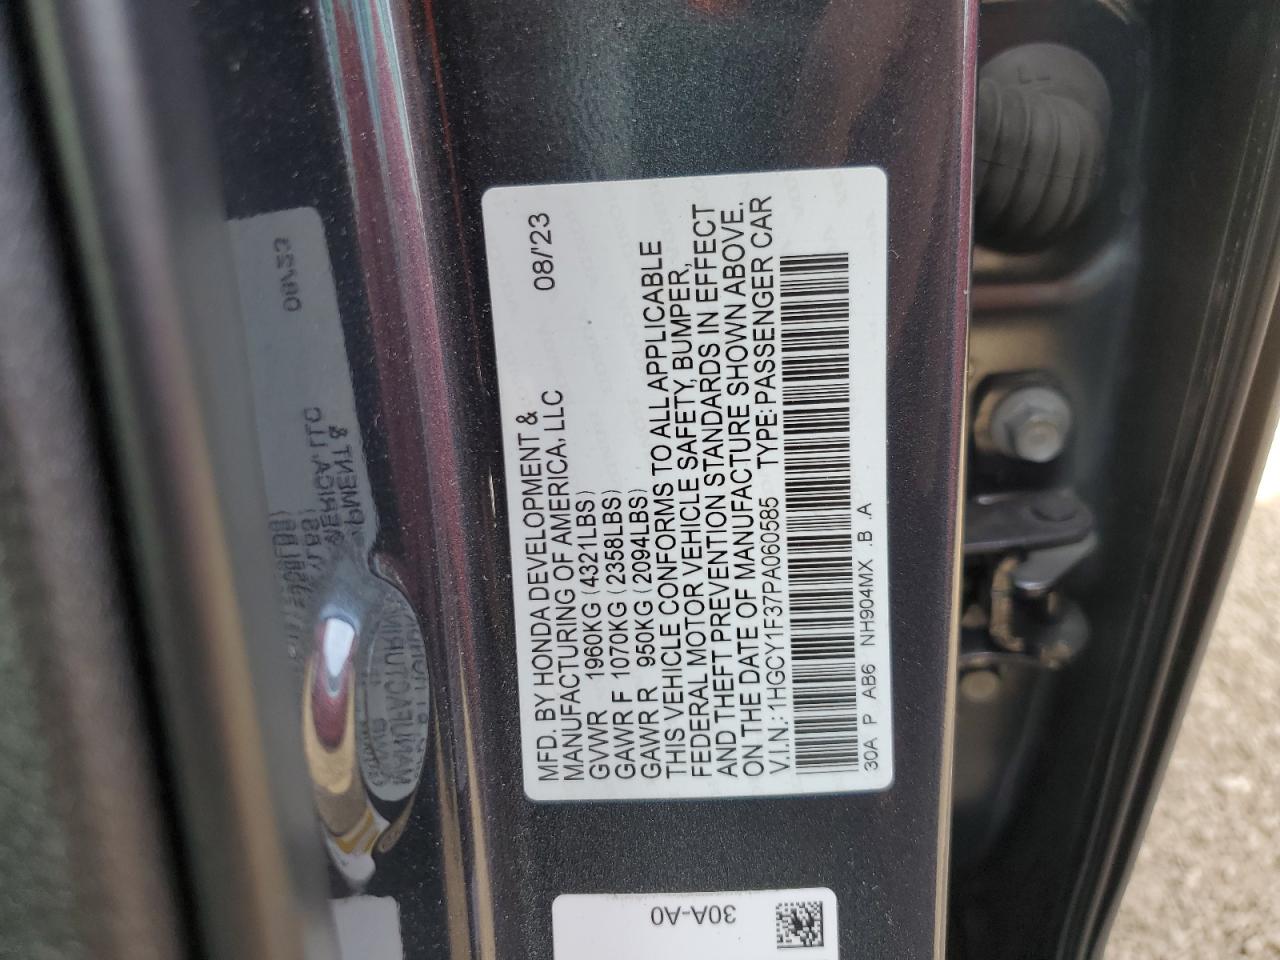 08/'23
MFD. BY HONDA DEVELOPMENT &
MANUFACTURING OF AMERICA, LLC
GVWR 1960KG (4321LBS)
GAWR F 1070KG (2358LBS)
GAWR R 950KG (2094LBS)
THIS VEHICLE CONFORMS TO ALL APPLICABLE
FEDERAL MOTOR VEHICLE SAFETY, BUMPER,
AND THEFT PREVENTION STANDARDS IN EFFECT
ON THE DATE OF MANUFACTURE SHOWN ABOVE.
V.I.N.: 1HGCY1F37PA060585 TYPE: PASSENGER CAR
30A P AB6 NH904MX .B .A
30A-A0